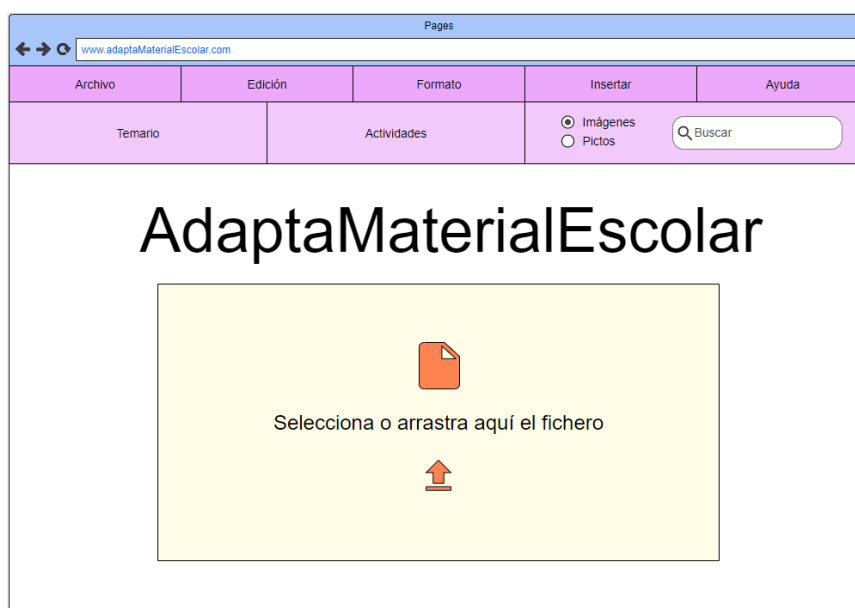 Pages
www.adaptaMaterialEscolar.com
Archivo Edición Formato Insertar Ayuda
Temario Actividades Imágenes Buscar
Pictos
AdaptaMaterialEscolar
Selecciona o arrastra aquí el fichero